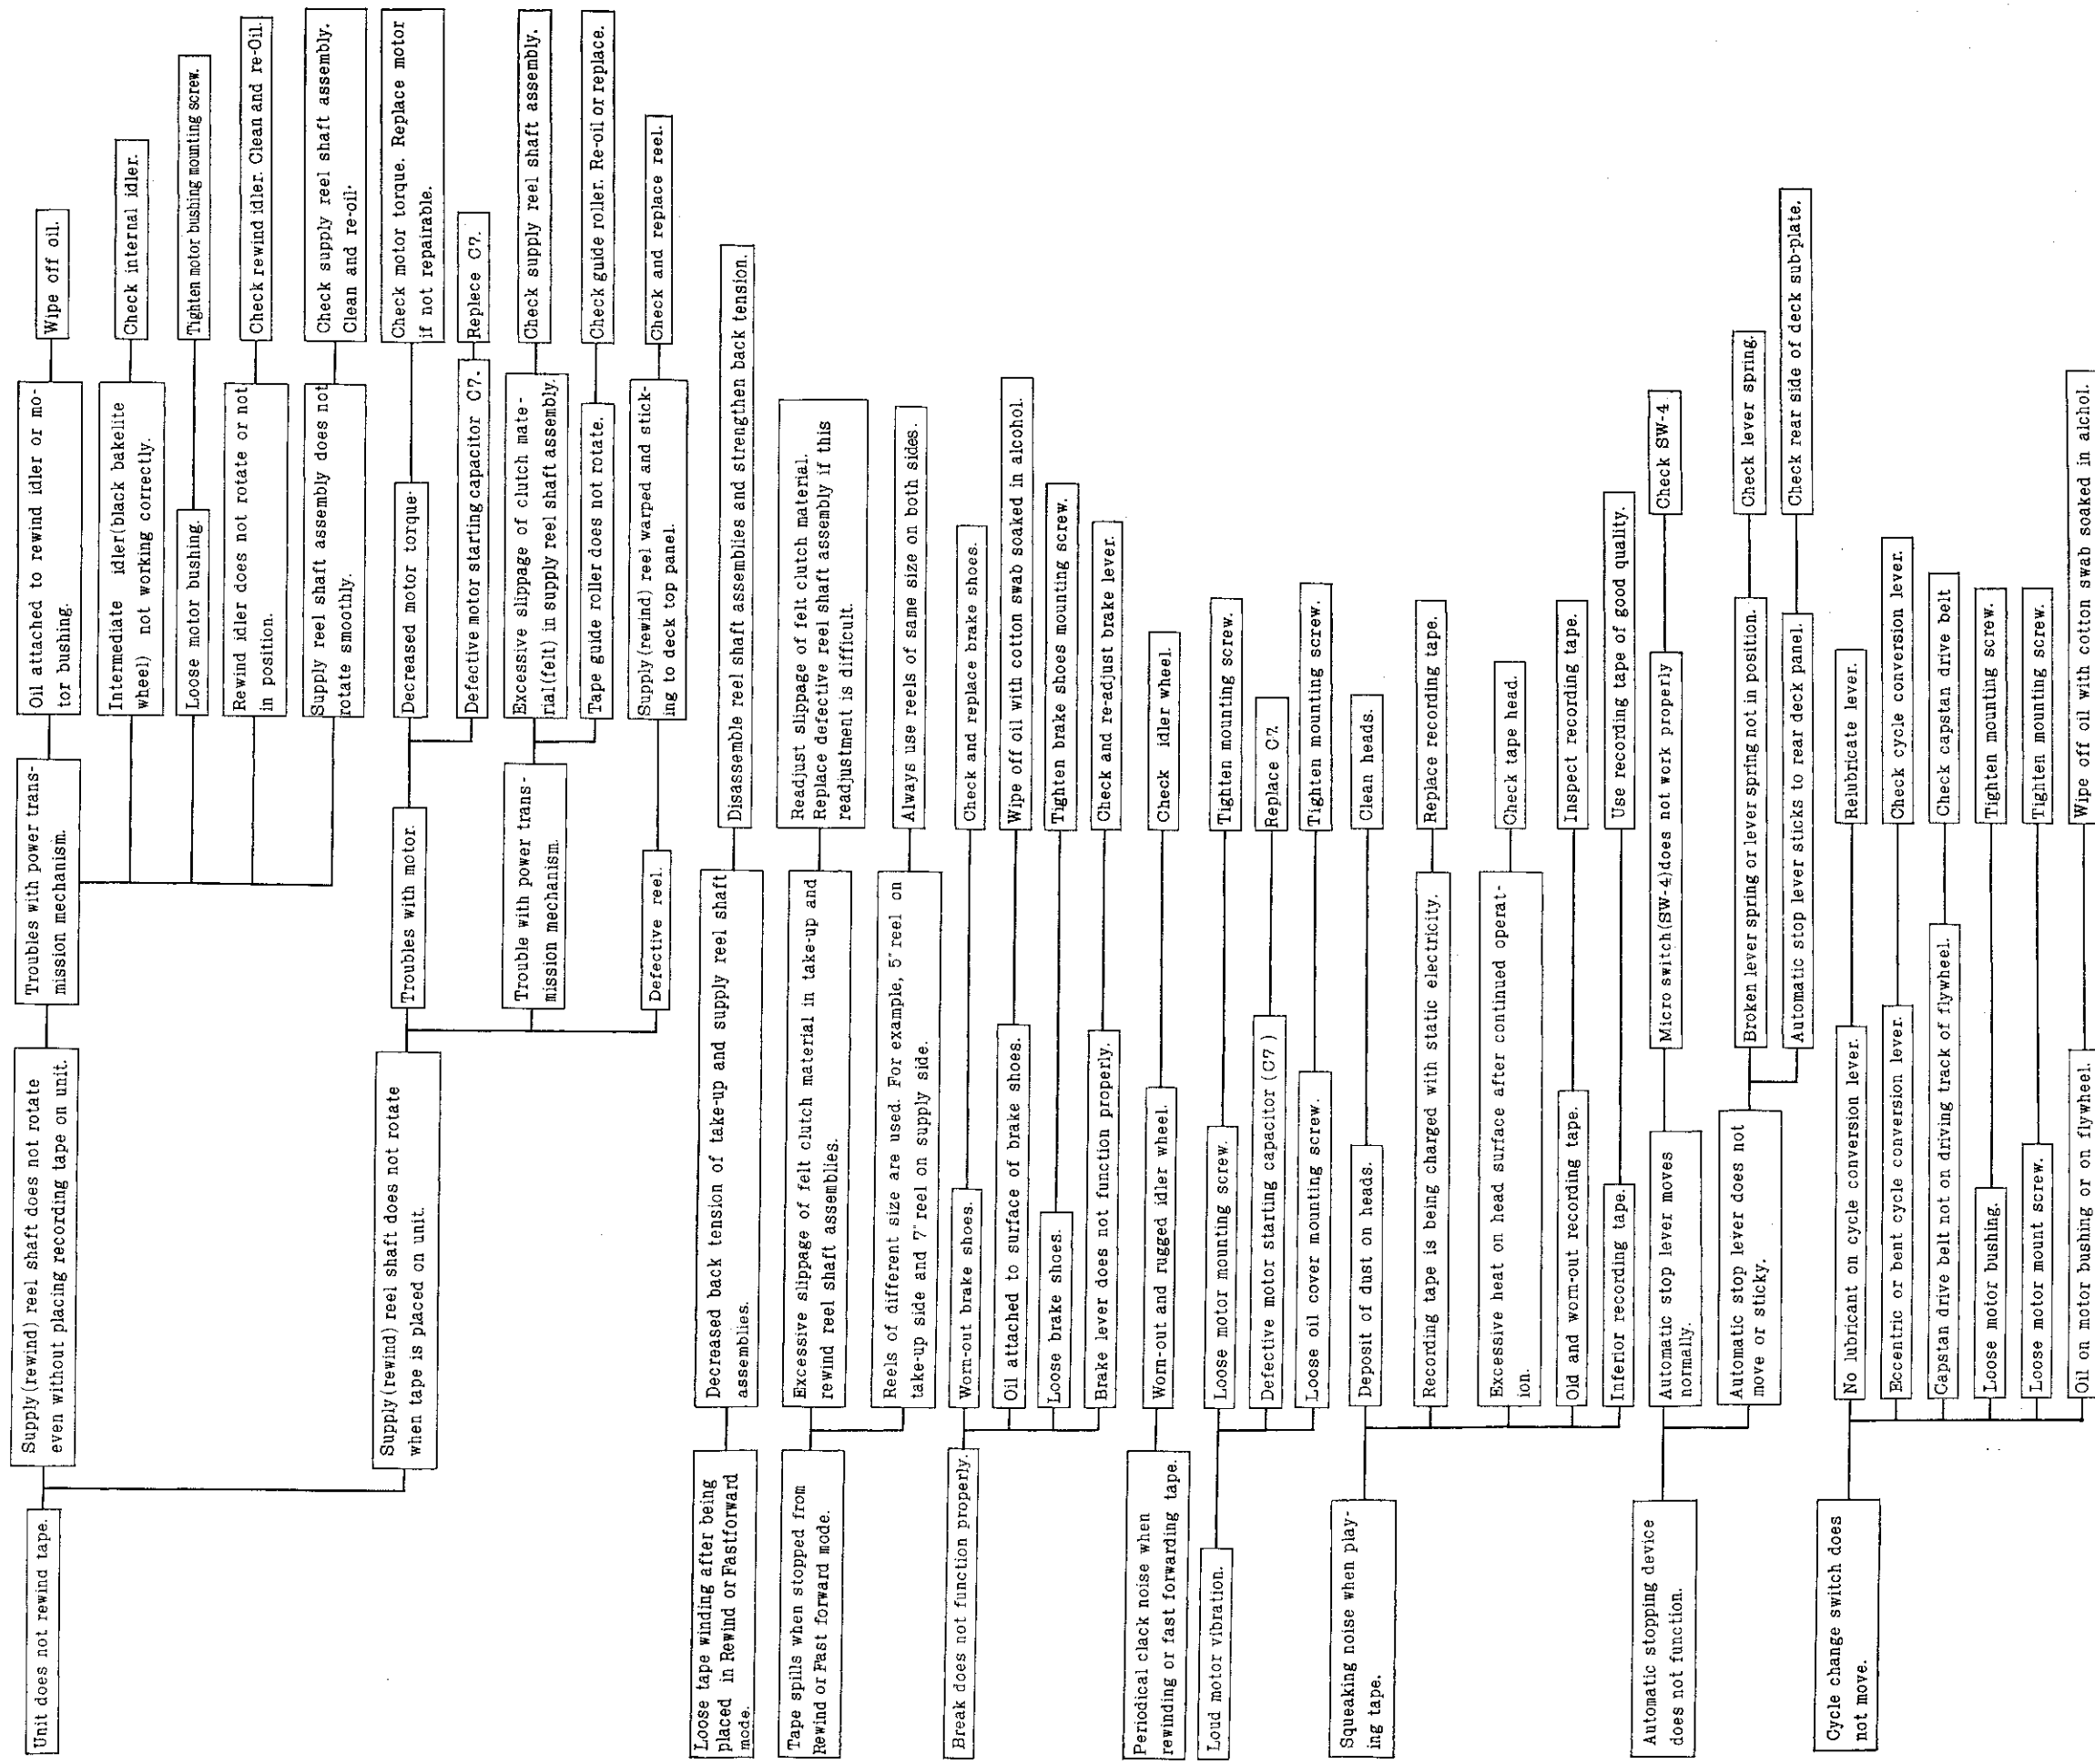 Unit does not rewind tape.
Supply(rewind) reel shaft does not rotate
even without placing recording tape on unit.
Troubles with power trans-
mission mechanism.
Oil attached to rewind idler or mo-
tor bushing.
Wipe off oil.
Intermediate idler(black bakelite
wheel) not working correctly.
Check internal idler.
Loose motor bushing.
Tighten motor bushing mounting screw.
Rewind idler does not rotate or not
in position.
Check rewind idler. Clean and re-Oil.
Supply reel shaft assembly does not
rotate smoothly.
Check supply reel shaft assembly.
Clean and re-oil.
Supply(rewind) reel shaft does not rotate
when tape is placed on unit.
Troubles with motor.
Decreased motor torque.
Check motor torque. Replace motor
if not repairable.
Defective motor starting capacitor C7.
Replece C7.
Trouble with power trans-
mission mechanism.
Excessive slippage of clutch mate-
rial(felt) in supply reel shaft assembly.
Check supply reel shaft assembly.
Tape guide roller does not rotate.
Check guide roller. Re-oil or replace.
Defective reel.
Supply(rewind) reel warped and stick-
ing to deck top panel.
Check and replace reel.
Loose tape winding after being
placed in Rewind or Fastforward
mode.
Decreased back tension of take-up and supply reel shaft
assemblies.
Disassemble reel shaft assemblies and strengthen back tension.
Tape spills when stopped from
Rewind or Fast forward mode.
Excessive slippage of felt clutch material in take-up and
rewind reel shaft assemblies.
Readjust slippage of felt clutch material.
Replace defective reel shaft assembly if this
readjustment is difficult.
Reels of different size are used. For example, 5" reel on
take-up side and 7" reel on supply side.
Always use reels of same size on both sides.
Break does not function properly.
Worn-out brake shoes.
Check and replace brake shoes.
Oil attached to surface of brake shoes.
Wipe off oil with cotton swab soaked in alcohol.
Loose brake shoes.
Tighten brake shoes mounting screw.
Brake lever does not function properly.
Check and re-adjust brake lever.
Periodical clack noise when
rewinding or fast forwarding tape.
Worn-out and rugged idler wheel.
Check idler wheel.
Loud motor vibration.
Loose motor mounting screw.
Tighten mounting screw.
Defective motor starting capacitor (C7)
Replace C7.
Loose oil cover mounting screw.
Tighten mounting screw.
Squeaking noise when play-
ing tape.
Deposit of dust on heads.
Clean heads.
Recording tape is being charged with static electricity.
Replace recording tape.
Excessive heat on head surface after continued operat-
ion.
Check tape head.
Old and worn-out recording tape.
Inspect recording tape.
Inferior recording tape.
Use recording tape of good quality.
Automatic stopping device
does not function.
Automatic stop lever moves
normally.
Micro switch(SW-4)does not work properly
Check SW-4
Automatic stop lever does not
move or sticky.
Broken lever spring or lever spring not in position.
Check lever spring.
Automatic stop lever sticks to rear deck panel.
Check rear side of deck sub-plate.
Cycle change switch does
not move.
No lubricant on cycle conversion lever.
Relubricate lever.
Eccentric or bent cycle conversion lever.
Check cycle conversion lever.
Capstan drive belt not on driving track of flywheel.
Check capstan drive belt
Loose motor bushing.
Tighten mounting screw.
Loose motor mount screw.
Tighten mounting screw.
Oil on motor bushing or on flywheel.
Wipe off oil with cotton swab soaked in alchol.